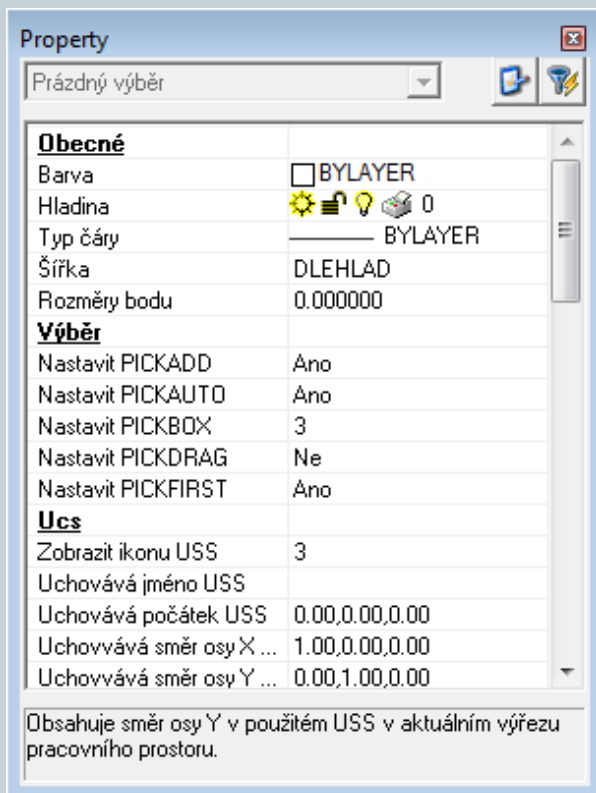 Property
Prázdný výběr
Obecné
Barva BYLAYER
Hladina 0
Typ čáry BYLAYER
Šířka DLEHLAD
Rozměry bodu 0.000000
Výběr
Nastavit PICKADD Ano
Nastavit PICKAUTO Ano
Nastavit PICKBOX 3
Nastavit PICKDRAG Ne
Nastavit PICKFIRST Ano
Ucs
Zobrazit ikonu USS 3
Uchovává jméno USS
Uchovává počátek USS 0.00,0.00,0.00
Uchovvává směr osy X ... 1.00,0.00,0.00
Uchovvává směr osy Y ... 0.00,1.00,0.00
Obsahuje směr osy Y v použitém USS v aktuálním výřezu
pracovního prostoru.